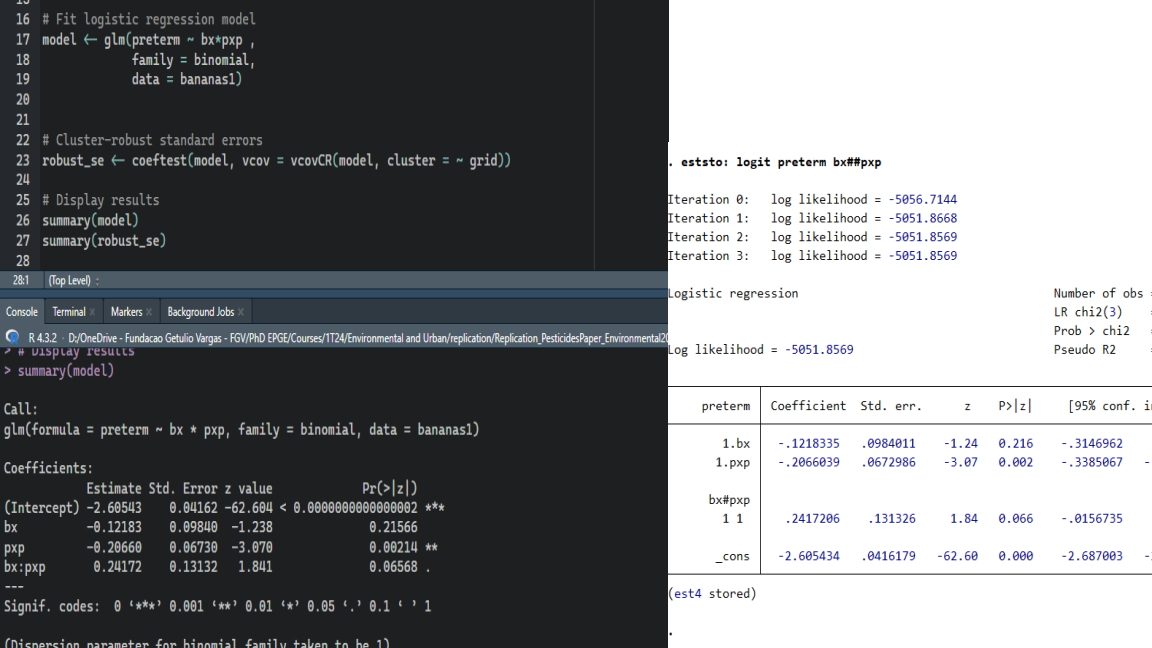 16 # Fit logistic regression model
17 model <- glm(preterm ~ bx*pxp ,
18 family = binomial,
19 data = bananas1)
20
21
22 # Cluster-robust standard errors
23 robust_se <- coeftest(model, vcov = vcovCR(model, cluster = ~ grid))
24
25 # Display results
26 summary(model)
27 summary(robust_se)
28
28:1 (Top Level) :
Console Terminal × Markers × Background Jobs ×
R 4.3.2 · D:/OneDrive - Fundacao Getulio Vargas - FGV/PhD EPGE/Courses/1T24/Environmental and Urban/replication/Replication_PesticidesPaper_Environmental20
> # Display results
> summary(model)
Call:
glm(formula = preterm ~ bx * pxp, family = binomial, data = bananas1)
Coefficients:
Estimate Std. Error z value Pr(>|z|)
(Intercept) -2.60543 0.04162 -62.604 < 0.0000000000000002 ***
bx -0.12183 0.09840 -1.238 0.21566
pxp -0.20660 0.06730 -3.070 0.00214 **
bx:pxp 0.24172 0.13132 1.841 0.06568 .
---
Signif. codes: 0 ‘***’ 0.001 ‘**’ 0.01 ‘*’ 0.05 ‘.’ 0.1 ‘ ’ 1
(Dispersion parameter for binomial family taken to be 1)
. eststo: logit preterm bx##pxp
Iteration 0: log likelihood = -5056.7144
Iteration 1: log likelihood = -5051.8668
Iteration 2: log likelihood = -5051.8569
Iteration 3: log likelihood = -5051.8569
Logistic regression Number of obs =
LR chi2(3) =
Prob > chi2 =
Log likelihood = -5051.8569 Pseudo R2 =
preterm Coefficient Std. err. z P>|z| [95% conf. in
1.bx -.1218335 .0984011 -1.24 0.216 -.3146962
1.pxp -.2066039 .0672986 -3.07 0.002 -.3385067 -
bx#pxp
1 1 .2417206 .131326 1.84 0.066 -.0156735
_cons -2.605434 .0416179 -62.60 0.000 -2.687003 -
(est4 stored)
.